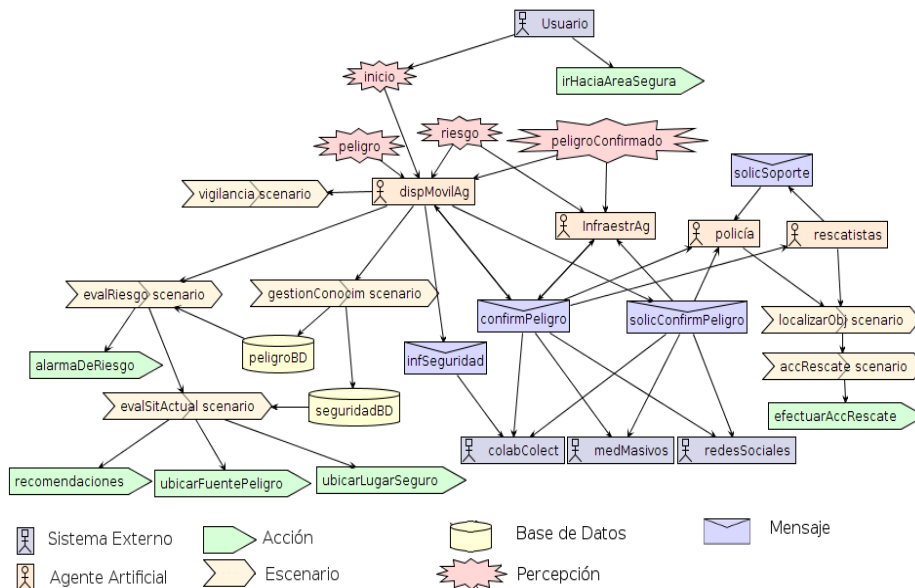 Usuario
inicio
irHaciaAreaSegura
peligro
riesgo
peligroConfirmado
solicSoporte
vigilancia scenario
dispMovilAg
InfraestrAg
policía
rescatistas
evalRiesgo scenario
gestionConocim scenario
confirmPeligro
solicConfirmPeligro
localizarObj scenario
peligroBD
infSeguridad
alarmaDeRiesgo
accRescate scenario
evalSitActual scenario
seguridadBD
efectuarAccRescate
colabColect
medMasivos
redesSociales
recomendaciones
ubicarFuentePeligro
ubicarLugarSeguro
Sistema Externo
Acción
Base de Datos
Mensaje
Agente Artificial
Escenario
Percepción